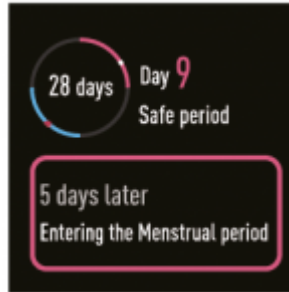 28 days
Day 9
Safe period
5 days later
Entering the Menstrual period